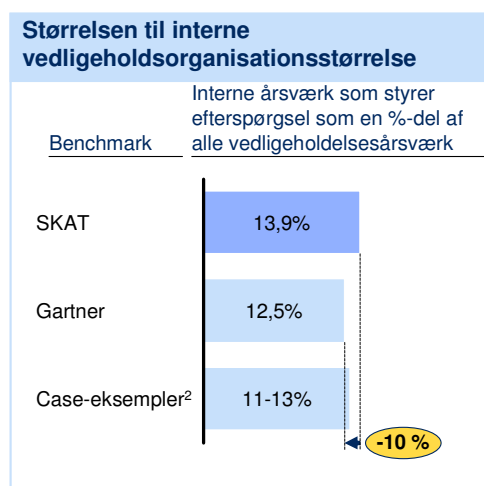 Størrelsen til interne
vedligeholdsorganisationsstørrelse
Interne årsværk som styrer
efterspørgsel som en %-del af
Benchmark alle vedligeholdelsesårsværk
SKAT 13,9%
Gartner 12,5%
Case-eksempler² 11-13%
-10 %